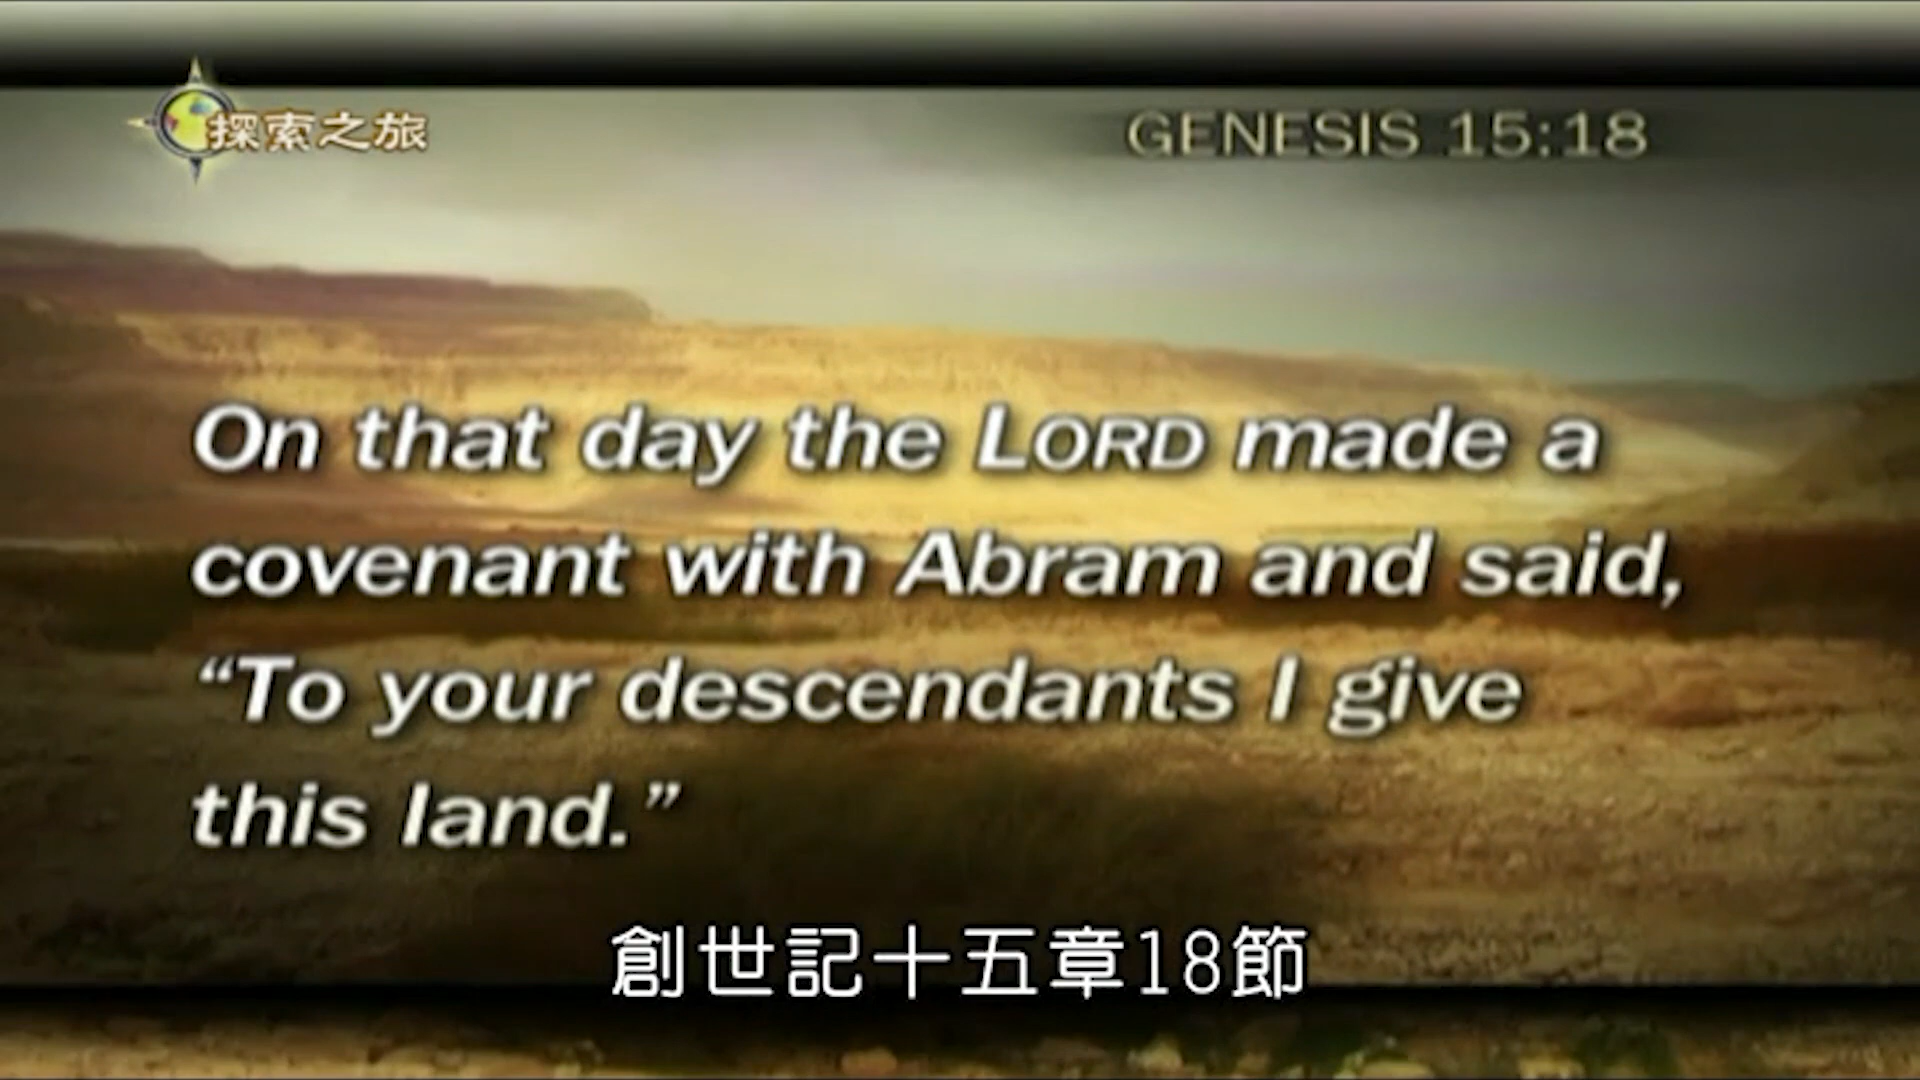 探索之旅
GENESIS 15:18
On that day the LORD made a
covenant with Abram and said,
“To your descendants I give
this land.”
創世記十五章18節